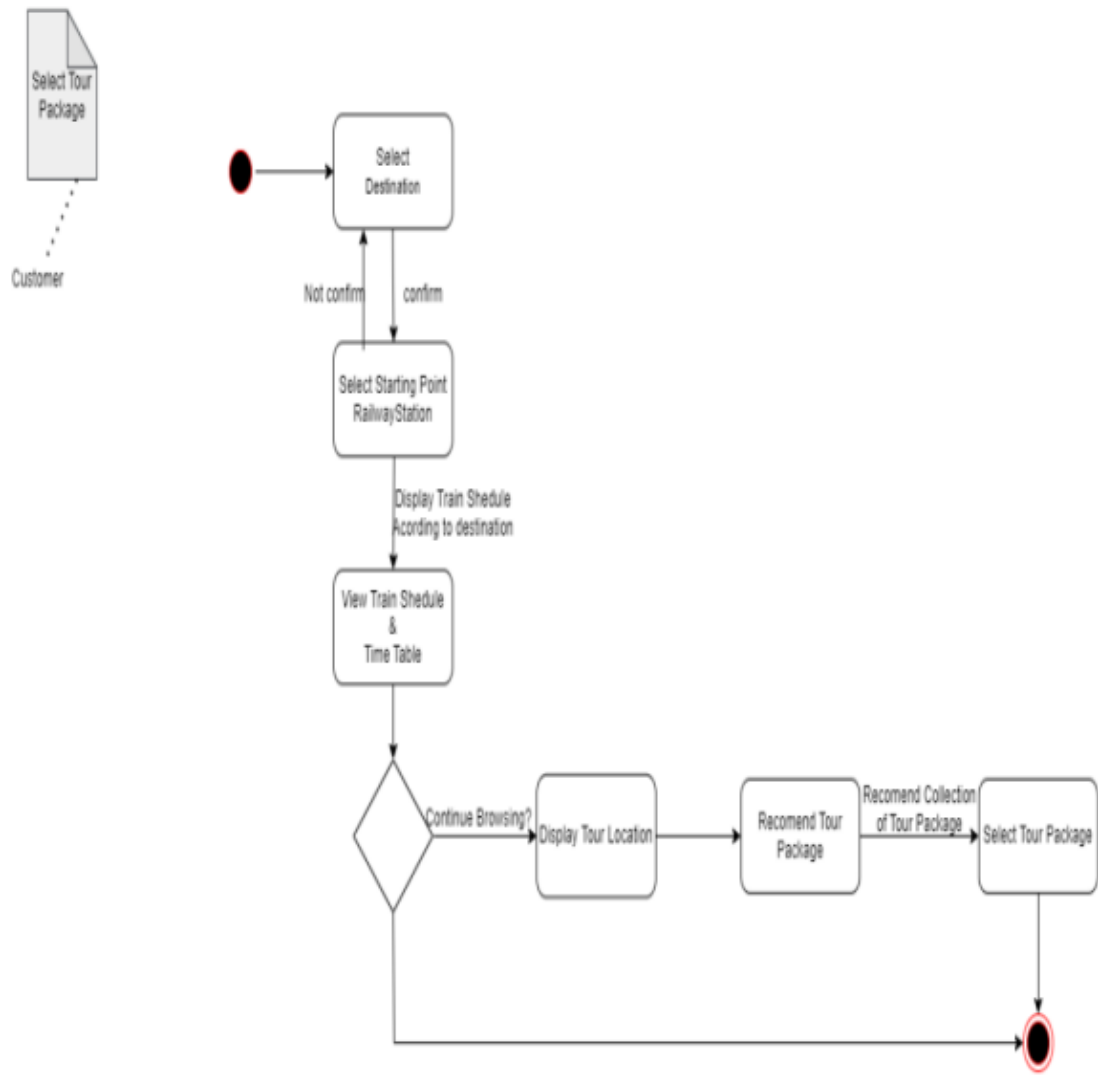 Select Tour
Package
Customer
Select
Destination
Not confirm
confirm
Select Starting Point
RailwayStation
Display Train Shedule
Acording to destination
View Train Shedule
&
Time Table
Continue Browsing?
Display Tour Location
Recomend Tour
Package
Recomend Collection
of Tour Package
Select Tour Package